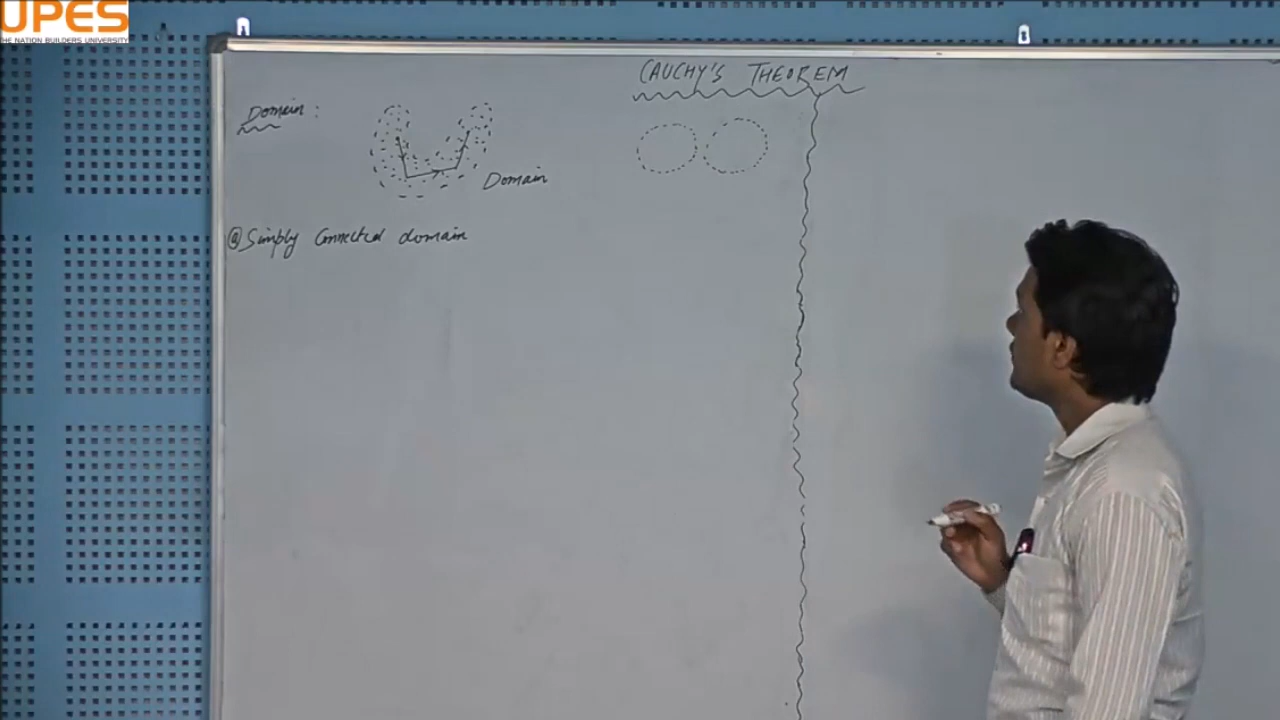 UPES
THE NATION BUILDERS UNIVERSITY
CAUCHY'S THEOREM
Domain :
Domain
@ Simply Connected domain